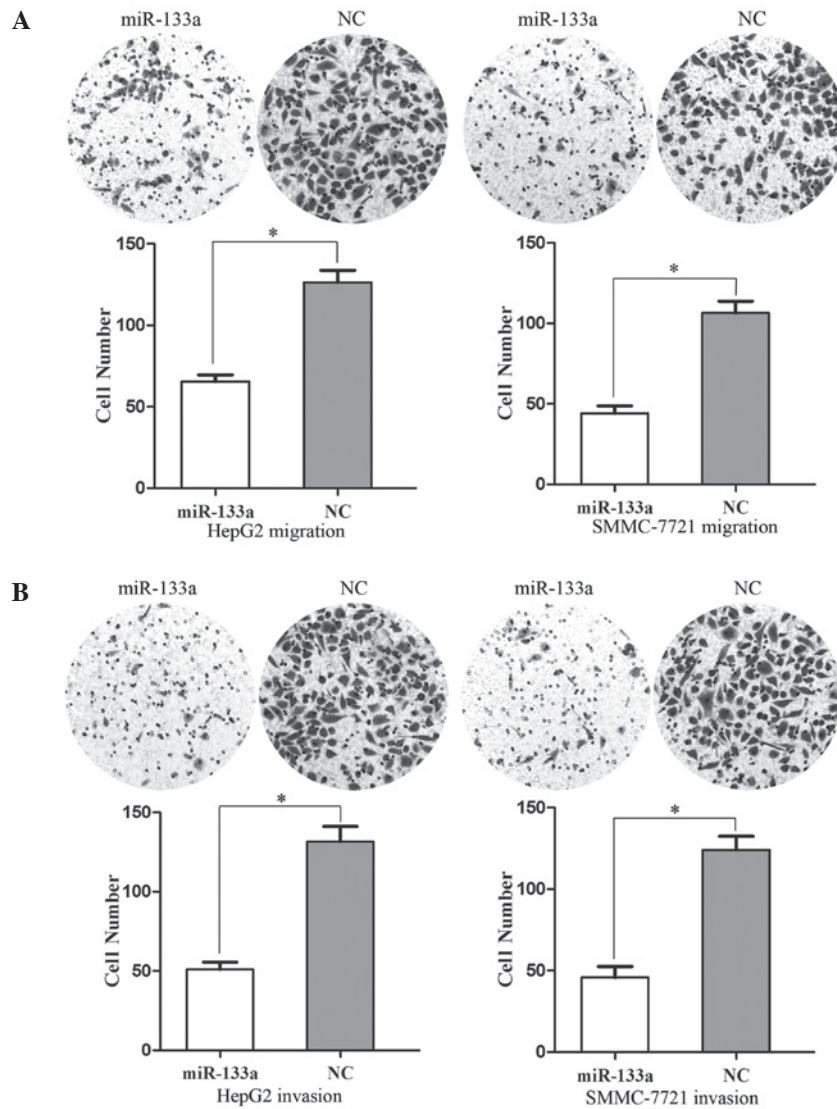 A
miR-133a NC miR-133a NC
*
150
100
50
0
Cell Number
miR-133a NC
HepG2 migration
*
150
100
50
0
Cell Number
miR-133a NC
SMMC-7721 migration
B
miR-133a NC miR-133a NC
*
150
100
50
0
Cell Number
miR-133a NC
HepG2 invasion
*
150
100
50
0
Cell Number
miR-133a NC
SMMC-7721 invasion